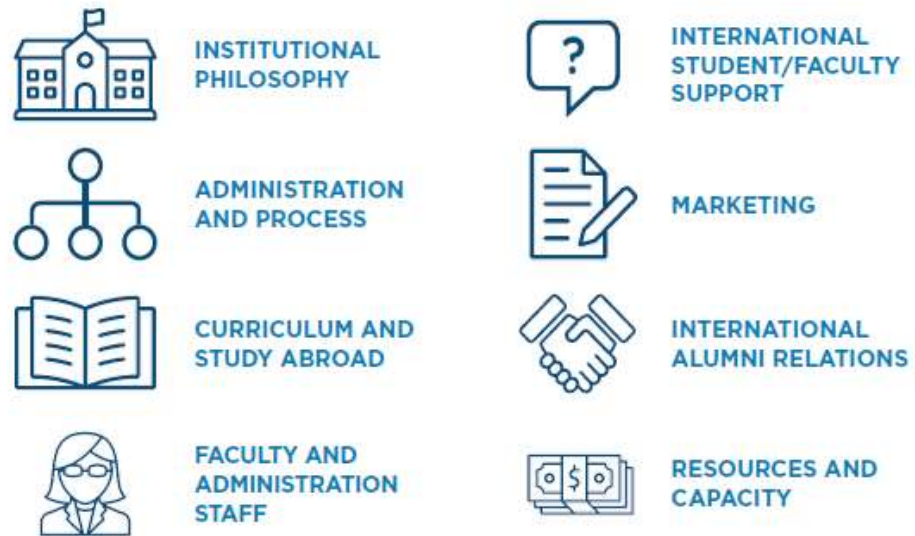 INSTITUTIONAL
PHILOSOPHY
ADMINISTRATION
AND PROCESS
CURRICULUM AND
STUDY ABROAD
FACULTY AND
ADMINISTRATION
STAFF
?
INTERNATIONAL
STUDENT/FACULTY
SUPPORT
MARKETING
INTERNATIONAL
ALUMNI RELATIONS
$
RESOURCES AND
CAPACITY